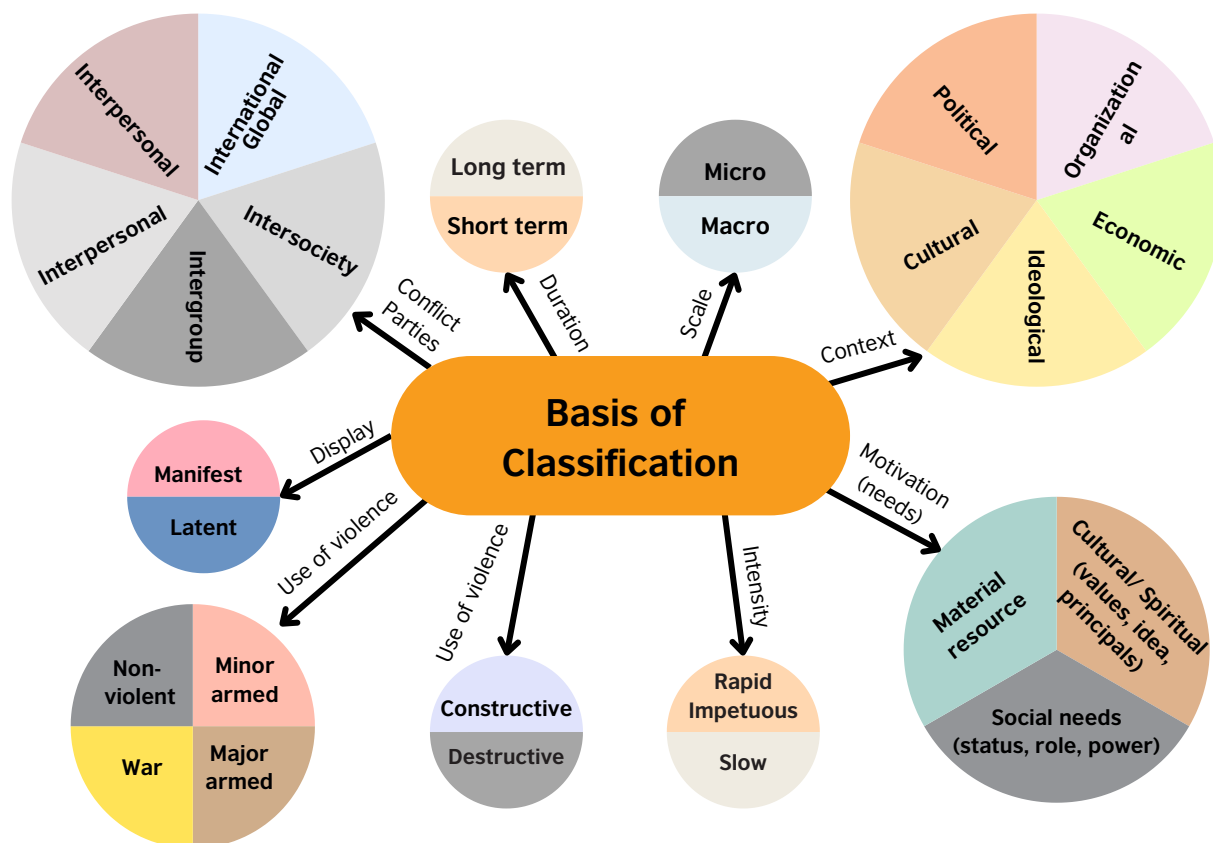 Interpersonal
International
Global
Interpersonal
Intersociety
Intergroup
Long term
Short term
Micro
Macro
Political
Organization
al
Cultural
Economic
Ideological
Conflict
Parties
Duration
Scale
Context
Basis of
Classification
Display
Manifest
Latent
Use of violence
Use of violence
Intensity
Motivation
(needs)
Non-
violent
Minor
armed
War
Major
armed
Constructive
Destructive
Rapid
Impetuous
Slow
Material
resource
Cultural/ Spiritual
(values, idea,
principals)
Social needs
(status, role, power)